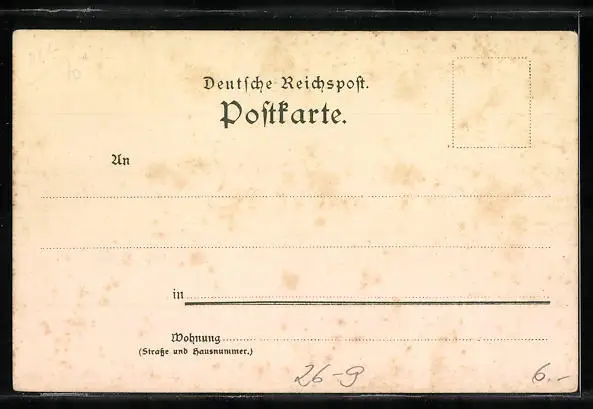 Deutſche Reichspoſt.
Poſtkarte.
An
in
Wohnung
(Straße und Hausnummer.)
26-9
6.-